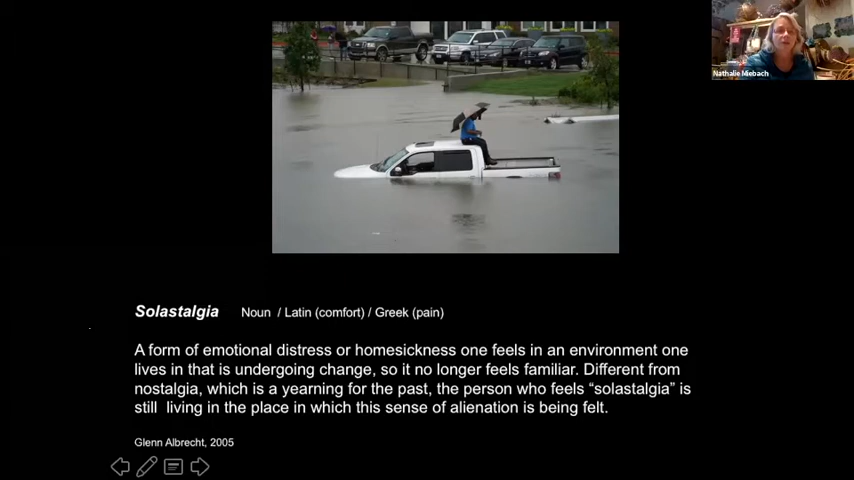 Nathalie Miebach
Solastalgia Noun / Latin (comfort) / Greek (pain)
A form of emotional distress or homesickness one feels in an environment one
lives in that is undergoing change, so it no longer feels familiar. Different from
nostalgia, which is a yearning for the past, the person who feels “solastalgia” is
still living in the place in which this sense of alienation is being felt.
Glenn Albrecht, 2005